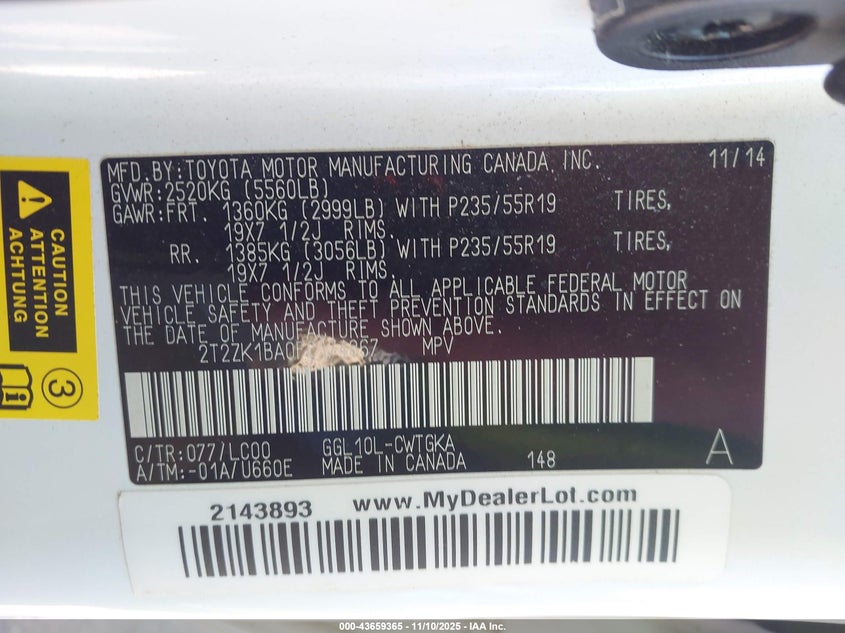 MFD.BY:TOYOTA MOTOR MANUFACTURING CANADA INC. 11/14
GVWR:2520KG (5560LB)
GAWR:FRT. 1360KG (2999LB) WITH P235/55R19 TIRES,
19X7 1/2J RIMS.
RR. 1385KG (3056LB) WITH P235/55R19 TIRES,
19X7 1/2J RIMS.
THIS VEHICLE CONFORMS TO ALL APPLICABLE FEDERAL MOTOR
VEHICLE SAFETY AND THEFT PREVENTION STANDARDS IN EFFECT ON
THE DATE OF MANUFACTURE SHOWN ABOVE.
MPV
C/TR:077/LC00 GGL10L-CWTGKA
A/TM:-01A/U660E MADE IN CANADA 148 A
CAUTION
ATTENTION
3
2143893 www.MyDealerLot.com
000-43659365 - 11/10/2025 - IAA Inc.